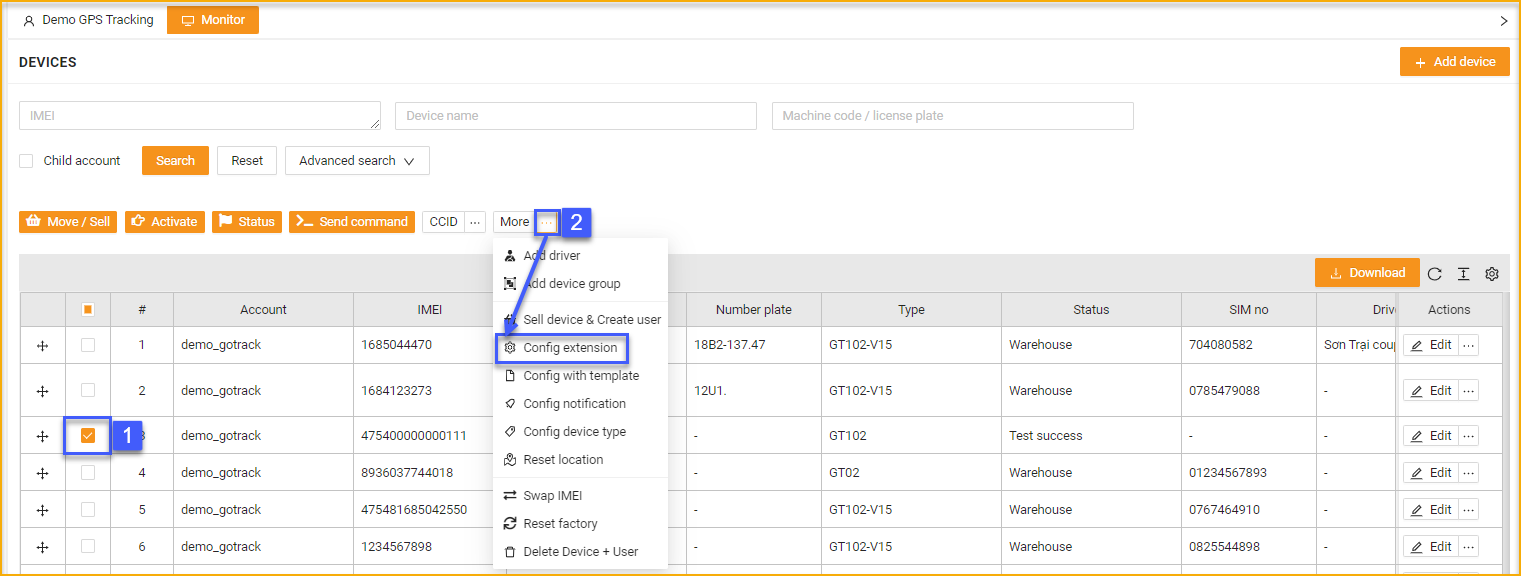 Demo GPS Tracking Monitor
DEVICES
Add device
IMEI Device name Machine code / license plate
Child account Search Reset Advanced search
Move / Sell Activate Status Send command CCID ... More ... 2
Add driver
Add device group
Sell device & Create user
Config extension
Config with template
Config notification
Config device type
Reset location
Swap IMEI
Reset factory
Delete Device + User
Download
# Account IMEI Number plate Type Status SIM no Driv Actions
1 demo_gotrack 1685044470 18B2-137.47 GT102-V15 Warehouse 704080582 Sơn Trại coup Edit ...
2 demo_gotrack 1684123273 12U1. GT102-V15 Warehouse 0785479088 - Edit ...
1 3 demo_gotrack 475400000000111 - GT102 Test success - - Edit ...
4 demo_gotrack 8936037744018 - GT02 Warehouse 01234567893 - Edit ...
5 demo_gotrack 475481685042550 - GT102-V15 Warehouse 0767464910 - Edit ...
6 demo_gotrack 1234567898 - GT102-V15 Warehouse 0825544898 - Edit ...